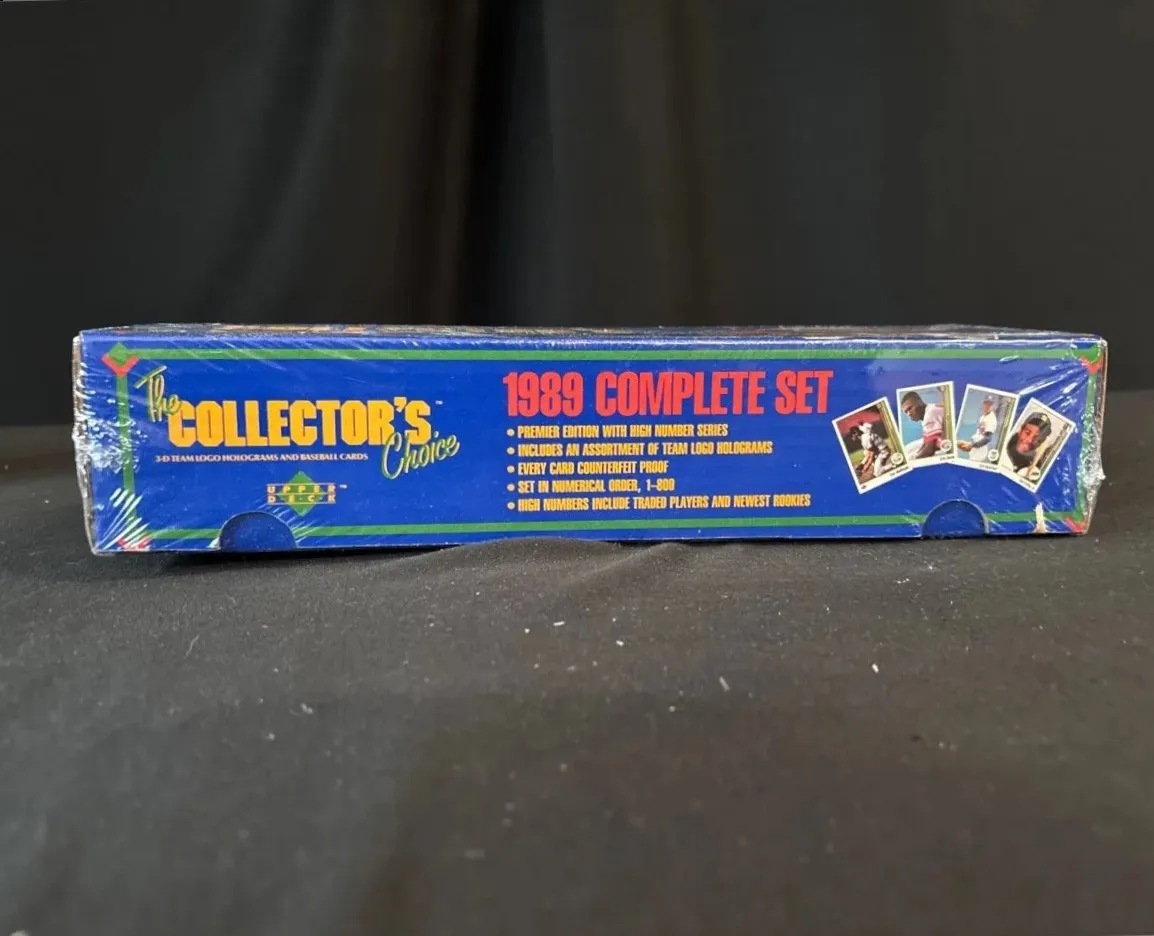 The
COLLECTOR'S™
Choice
3-D TEAM LOGO HOLOGRAMS AND BASEBALL CARDS
UPPER™
DECK
1989 COMPLETE SET
• PREMIER EDITION WITH HIGH NUMBER SERIES
• INCLUDES AN ASSORTMENT OF TEAM LOGO HOLOGRAMS
• EVERY CARD COUNTERFEIT PROOF
• SET IN NUMERICAL ORDER, 1-800
• HIGH NUMBERS INCLUDE TRADED PLAYERS AND NEWEST ROOKIES